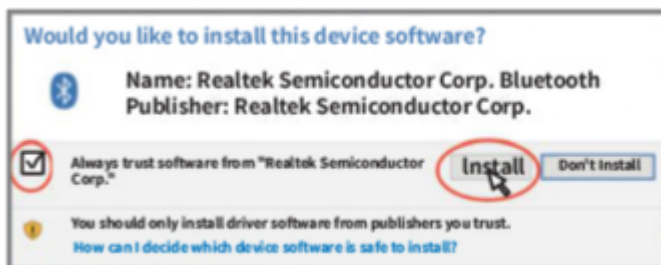 Would you like to install this device software?
Name: Realtek Semiconductor Corp. Bluetooth
Publisher: Realtek Semiconductor Corp.
Always trust software from "Realtek Semiconductor
Corp."
Install
Don't Install
You should only install driver software from publishers you trust.
How can I decide which device software is safe to install?